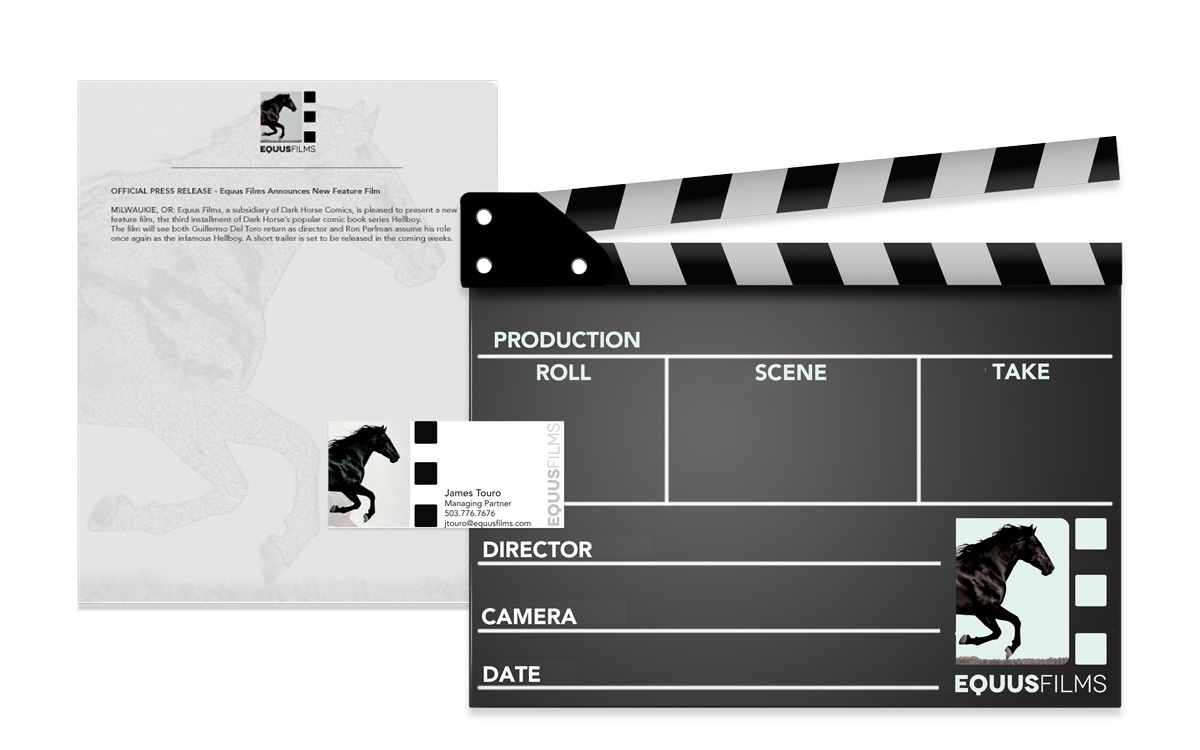 EQUUSFILMS
OFFICIAL PRESS RELEASE - Equus Films Announces New Feature Film
MILWAUKIE, OR: Equus Films, a subsidiary of Dark Horse Comics, is pleased to present a new
feature film, the third installment of Dark Horse's popular comic book series Hellboy.
The film will see both Guillermo Del Toro return as director and Ron Perlman assume his role
once again as the infamous Hellboy. A short trailer is set to be released in the coming weeks.
James Touro
Managing Partner
503.776.7676
jtouro@equusfilms.com
EQUUSFILMS
PRODUCTION
ROLL SCENE TAKE
DIRECTOR
CAMERA
DATE
EQUUSFILMS